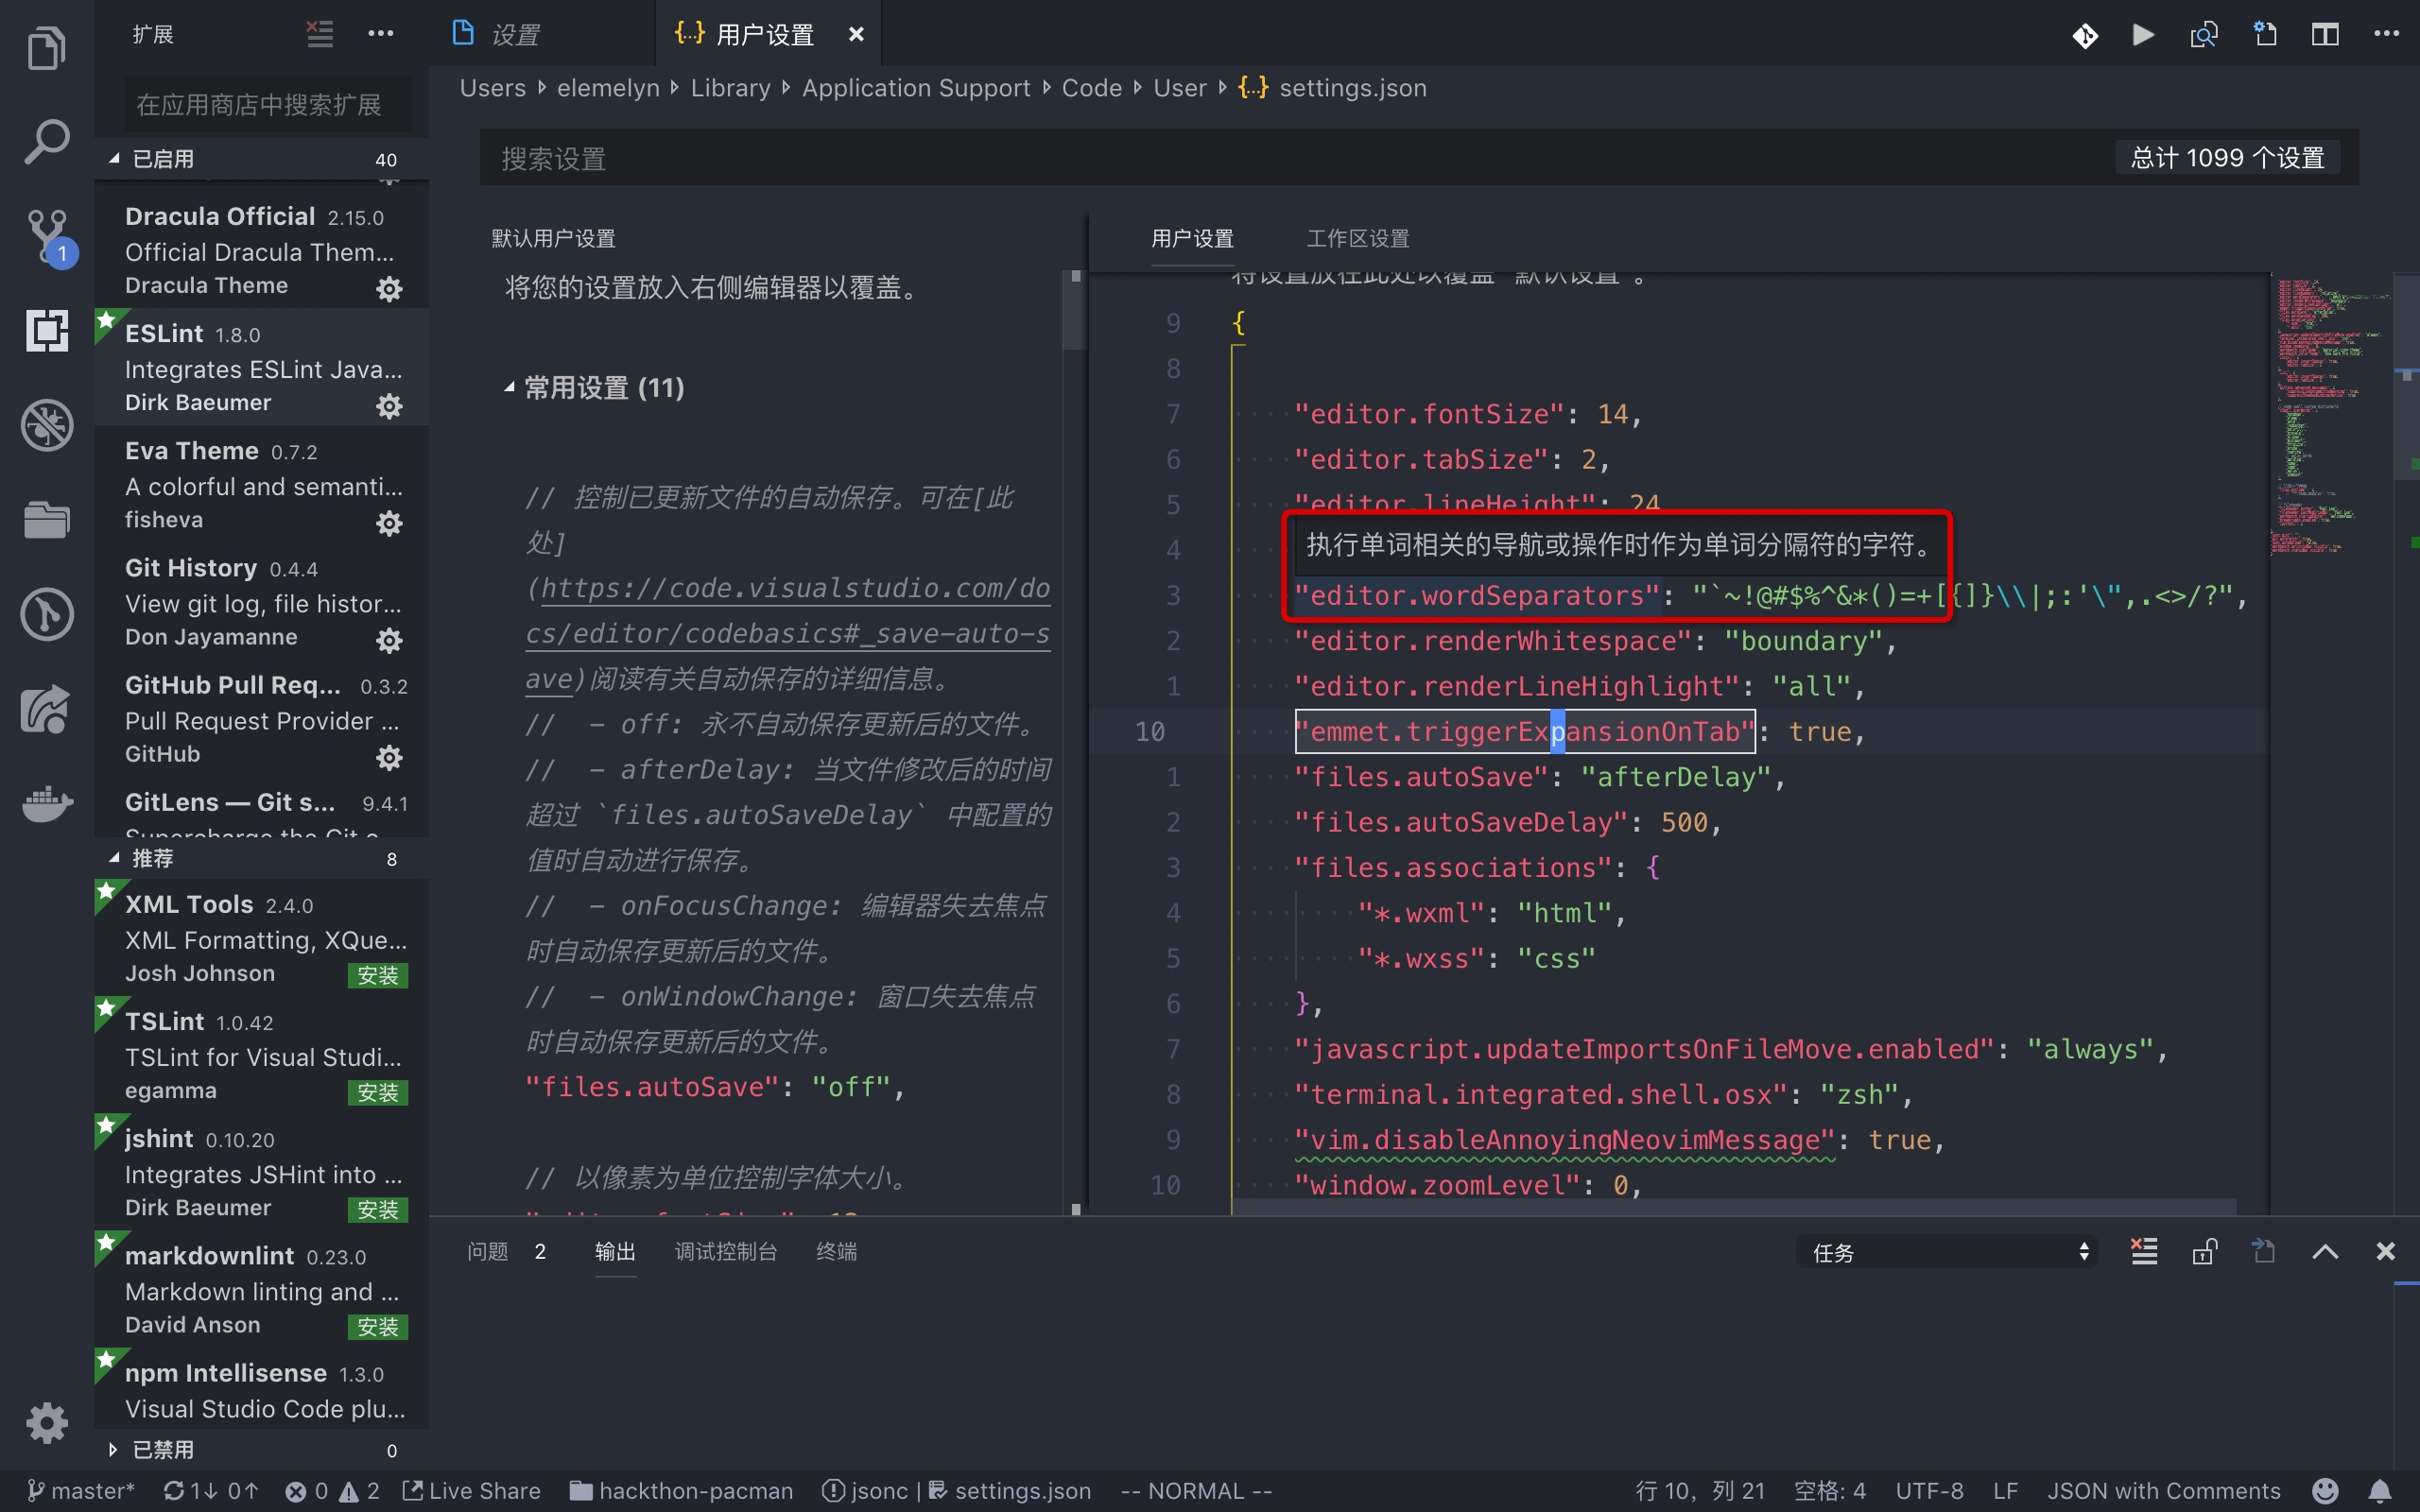 扩展
在应用商店中搜索扩展
已启用 40
Dracula Official 2.15.0
Official Dracula Them...
Dracula Theme
ESLint 1.8.0
Integrates ESLint Java...
Dirk Baeumer
Eva Theme 0.7.2
A colorful and semanti...
fisheva
Git History 0.4.4
View git log, file histor...
Don Jayamanne
GitHub Pull Req... 0.3.2
Pull Request Provider ...
GitHub
GitLens — Git s... 9.4.1
Supercharge the Git c...
推荐 8
XML Tools 2.4.0
XML Formatting, XQue...
Josh Johnson 安装
TSLint 1.0.42
TSLint for Visual Studi...
egamma 安装
jshint 0.10.20
Integrates JSHint into ...
Dirk Baeumer 安装
markdownlint 0.23.0
Markdown linting and ...
David Anson 安装
npm Intellisense 1.3.0
Visual Studio Code plu...
已禁用 0
1
设置 {..} 用户设置
Users elemelyn Library Application Support Code User {..} settings.json
搜索设置 总计 1099 个设置
默认用户设置
将您的设置放入右侧编辑器以覆盖。
常用设置 (11)
// 控制已更新文件的自动保存。可在[此
处]
(https://code.visualstudio.com/do
cs/editor/codebasics#_save-auto-s
ave)阅读有关自动保存的详细信息。
//  - off: 永不自动保存更新后的文件。
//  - afterDelay: 当文件修改后的时间
超过 `files.autoSaveDelay` 中配置的
值时自动进行保存。
//  - onFocusChange: 编辑器失去焦点
时自动保存更新后的文件。
//  - onWindowChange: 窗口失去焦点
时自动保存更新后的文件。
"files.autoSave": "off",
// 以像素为单位控制字体大小。
用户设置 工作区设置
将设置放在此处以覆盖"默认设置"。
9 {
8
7 "editor.fontSize": 14,
6 "editor.tabSize": 2,
5 "editor.lineHeight": 24
4 执行单词相关的导航或操作时作为单词分隔符的字符。
3 "editor.wordSeparators": "`~!@#$%^&*()=+[{]}\\|;:'\",.<>/?",
2 "editor.renderWhitespace": "boundary",
1 "editor.renderLineHighlight": "all",
10 "emmet.triggerExpansionOnTab": true,
1 "files.autoSave": "afterDelay",
2 "files.autoSaveDelay": 500,
3 "files.associations": {
4 "*.wxml": "html",
5 "*.wxss": "css"
6 },
7 "javascript.updateImportsOnFileMove.enabled": "always",
8 "terminal.integrated.shell.osx": "zsh",
9 "vim.disableAnnoyingNeovimMessage": true,
10 "window.zoomLevel": 0,
问题 2 输出 调试控制台 终端 任务
master* 1↓ 0↑ 0 2 Live Share hackthon-pacman jsonc | settings.json -- NORMAL -- 行 10，列 21 空格: 4 UTF-8 LF JSON with Comments